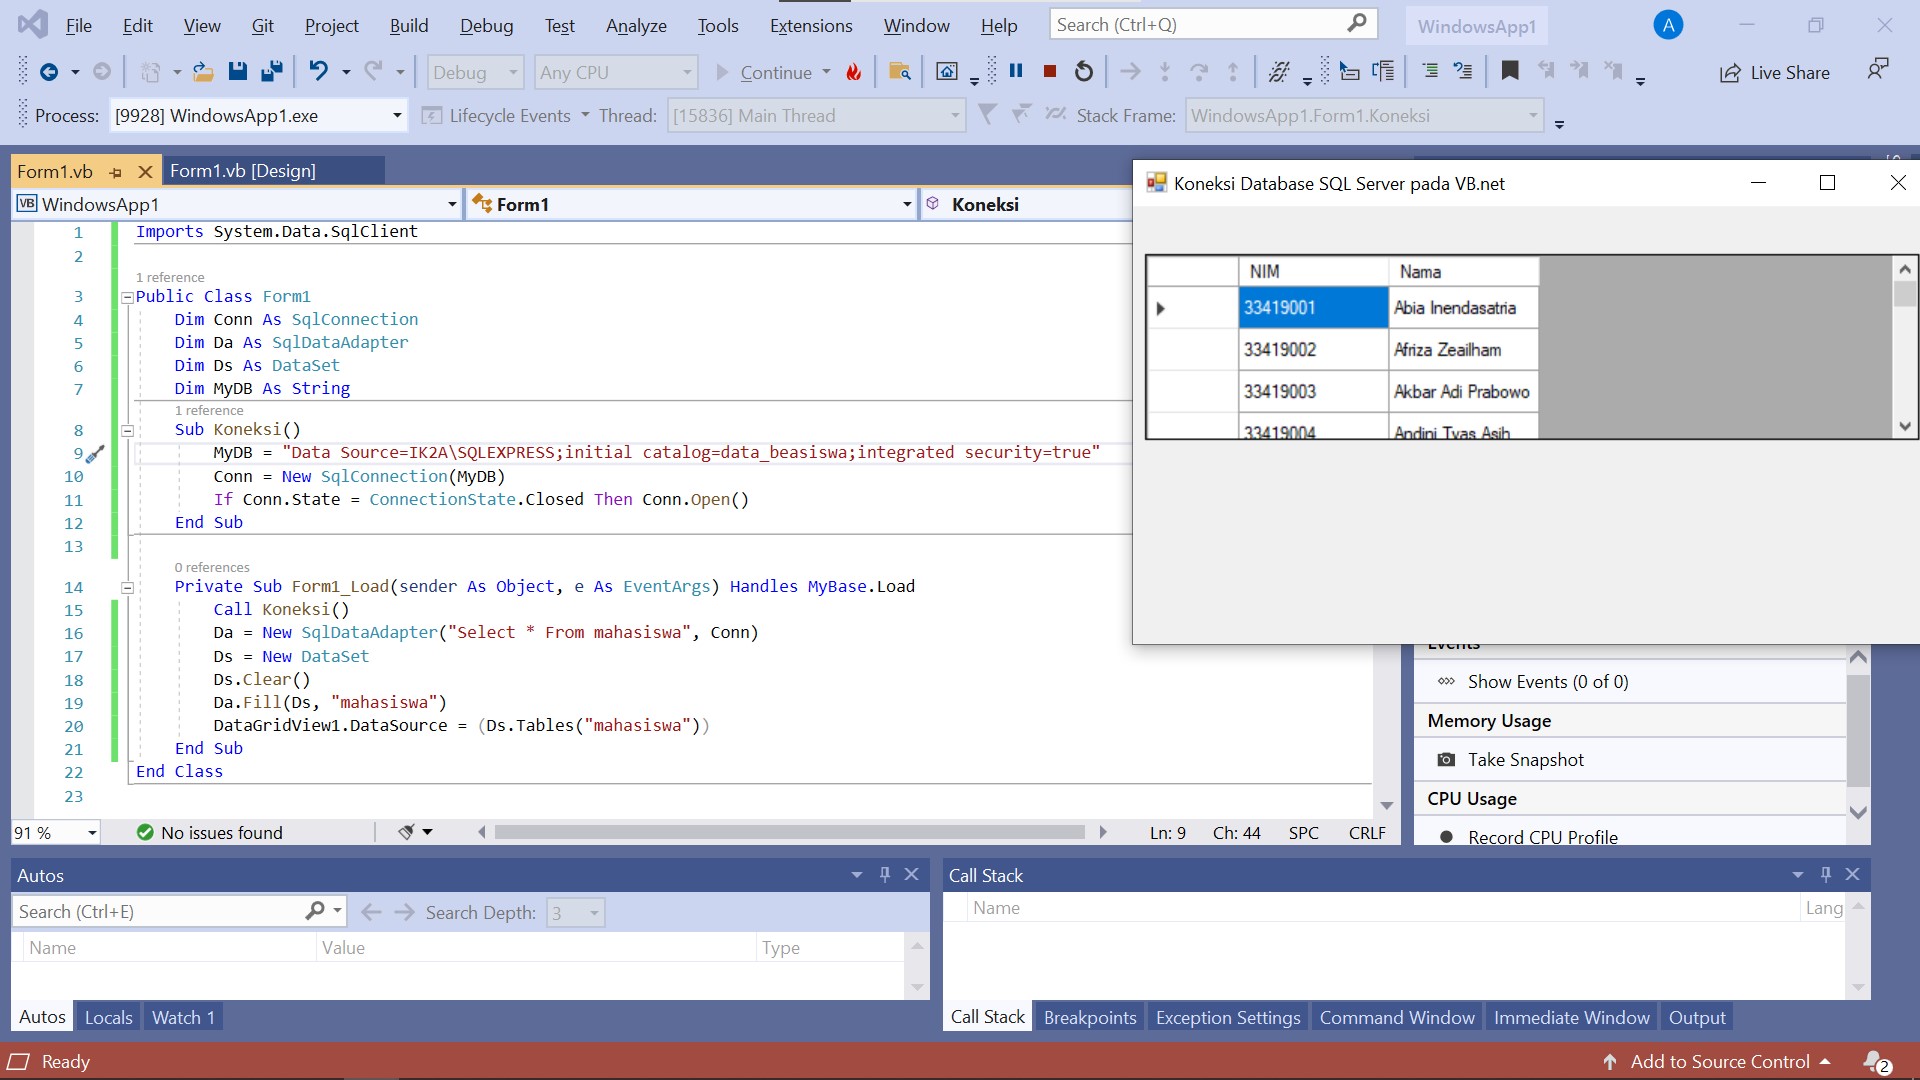 File Edit View Git Project Build Debug Test Analyze Tools Extensions Window Help Search (Ctrl+Q) WindowsApp1 A
Debug Any CPU Continue Live Share
Process: [9928] WindowsApp1.exe Lifecycle Events Thread: [15836] Main Thread Stack Frame: WindowsApp1.Form1.Koneksi
Form1.vb Form1.vb [Design]
VB WindowsApp1 Form1 Koneksi
1 Imports System.Data.SqlClient
2
1 reference
3 Public Class Form1
4 Dim Conn As SqlConnection
5 Dim Da As SqlDataAdapter
6 Dim Ds As DataSet
7 Dim MyDB As String
1 reference
8 Sub Koneksi()
9 MyDB = "Data Source=IK2A\SQLEXPRESS;initial catalog=data_beasiswa;integrated security=true"
10 Conn = New SqlConnection(MyDB)
11 If Conn.State = ConnectionState.Closed Then Conn.Open()
12 End Sub
13
0 references
14 Private Sub Form1_Load(sender As Object, e As EventArgs) Handles MyBase.Load
15 Call Koneksi()
16 Da = New SqlDataAdapter("Select * From mahasiswa", Conn)
17 Ds = New DataSet
18 Ds.Clear()
19 Da.Fill(Ds, "mahasiswa")
20 DataGridView1.DataSource = (Ds.Tables("mahasiswa"))
21 End Sub
22 End Class
23
91 % No issues found Ln: 9 Ch: 44 SPC CRLF
Koneksi Database SQL Server pada VB.net
NIM Nama
33419001 Abia Inendasatria
33419002 Afriza Zeailham
33419003 Akbar Adi Prabowo
33419004 Andini Tyas Asih
Events
Show Events (0 of 0)
Memory Usage
Take Snapshot
CPU Usage
Record CPU Profile
Autos
Search (Ctrl+E) Search Depth: 3
Name Value Type
Autos Locals Watch 1
Call Stack
Name Lang
Call Stack Breakpoints Exception Settings Command Window Immediate Window Output
Ready Add to Source Control 2